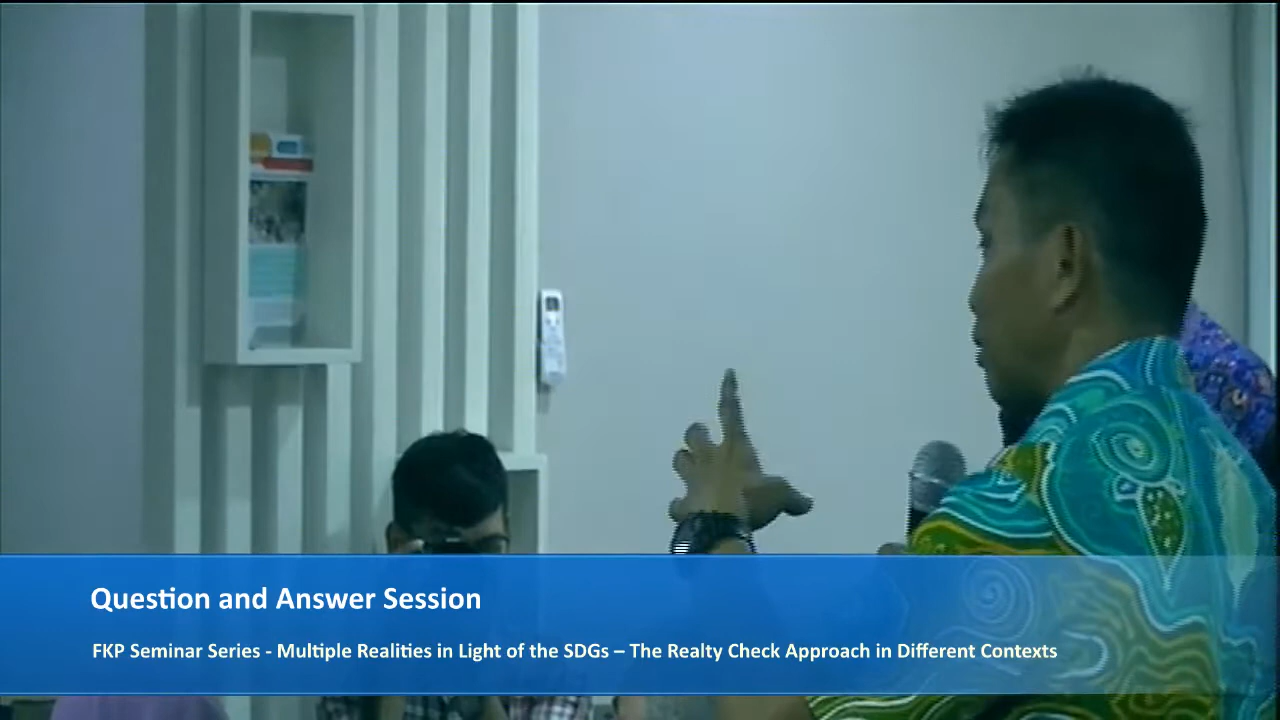 Question and Answer Session
FKP Seminar Series - Multiple Realities in Light of the SDGs – The Realty Check Approach in Different Contexts